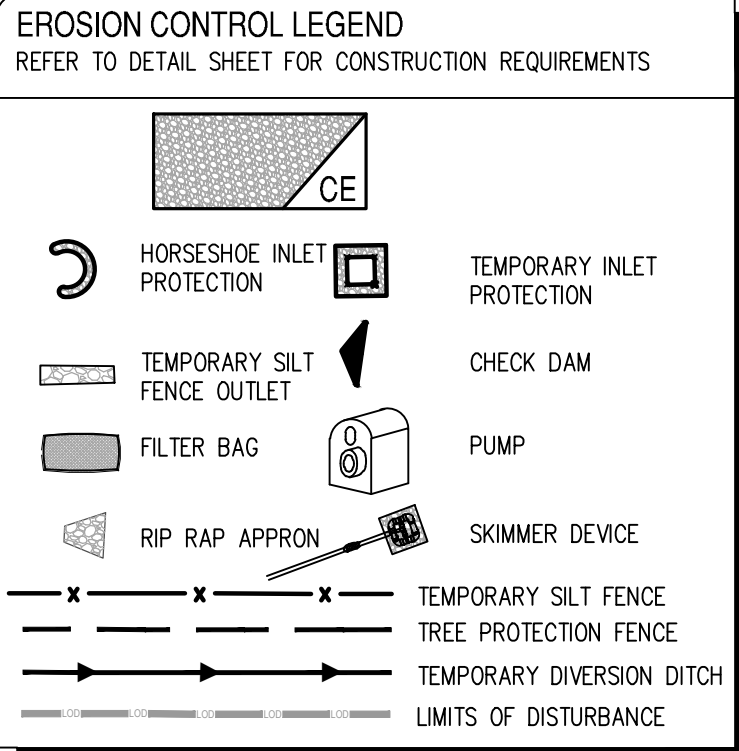 EROSION CONTROL LEGEND
REFER TO DETAIL SHEET FOR CONSTRUCTION REQUIREMENTS
CE
HORSESHOE INLET
PROTECTION
TEMPORARY INLET
PROTECTION
TEMPORARY SILT
FENCE OUTLET
CHECK DAM
FILTER BAG
PUMP
RIP RAP APPRON
SKIMMER DEVICE
X X X
TEMPORARY SILT FENCE
TREE PROTECTION FENCE
TEMPORARY DIVERSION DITCH
LOD LOD LOD LOD LOD
LIMITS OF DISTURBANCE